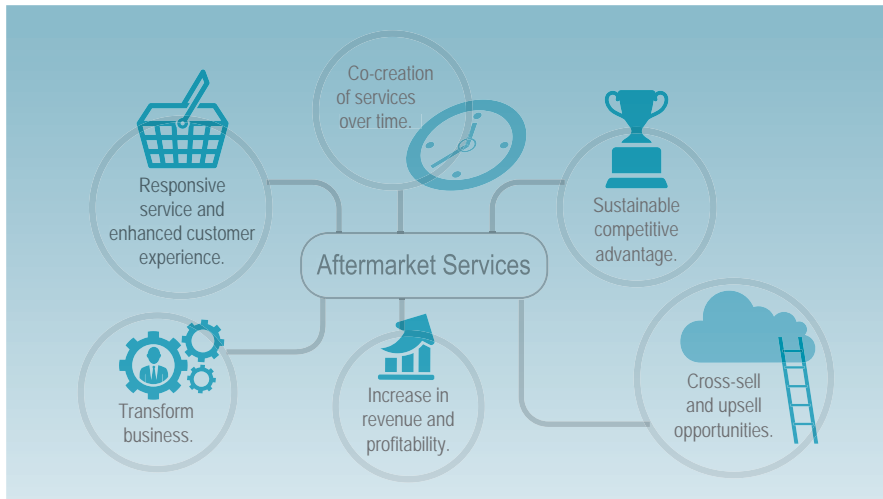 Co-creation
of services
over time.
Responsive
service and
enhanced customer
experience.
Sustainable
competitive
advantage.
Aftermarket Services
Transform
business.
Increase in
revenue and
profitability.
Cross-sell
and upsell
opportunities.